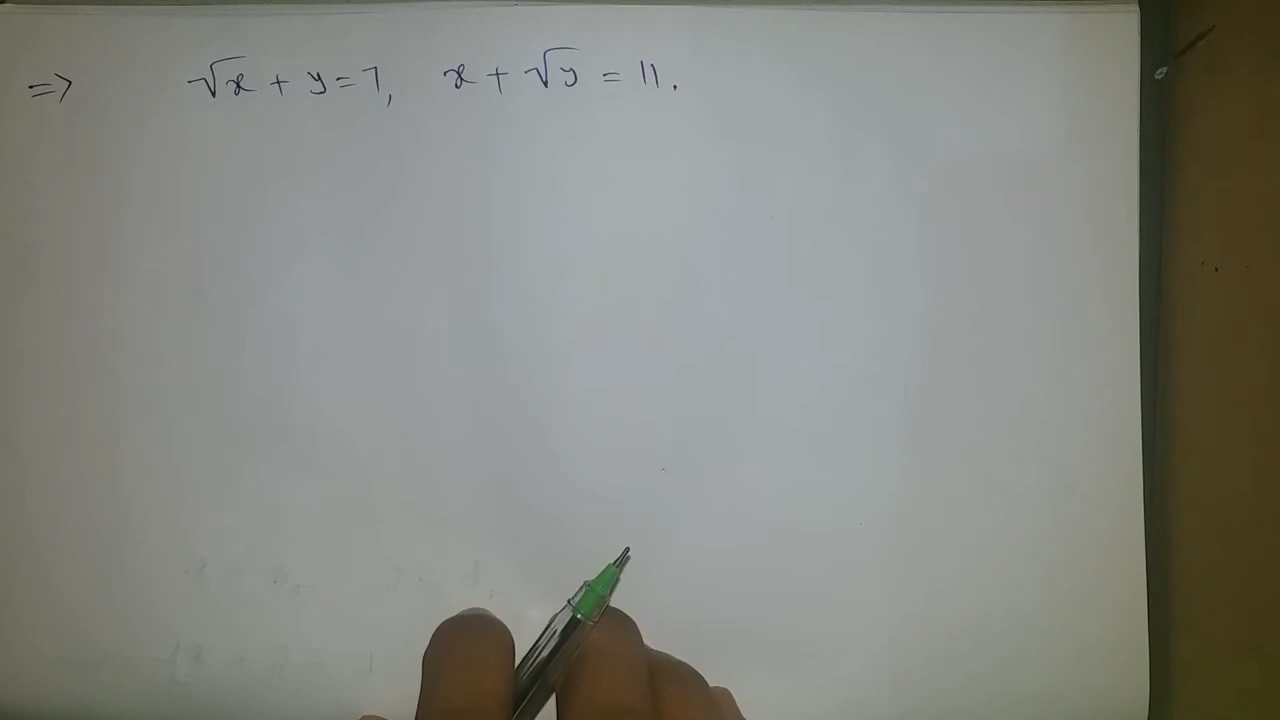 => √x + y = 7, x + √y = 11.